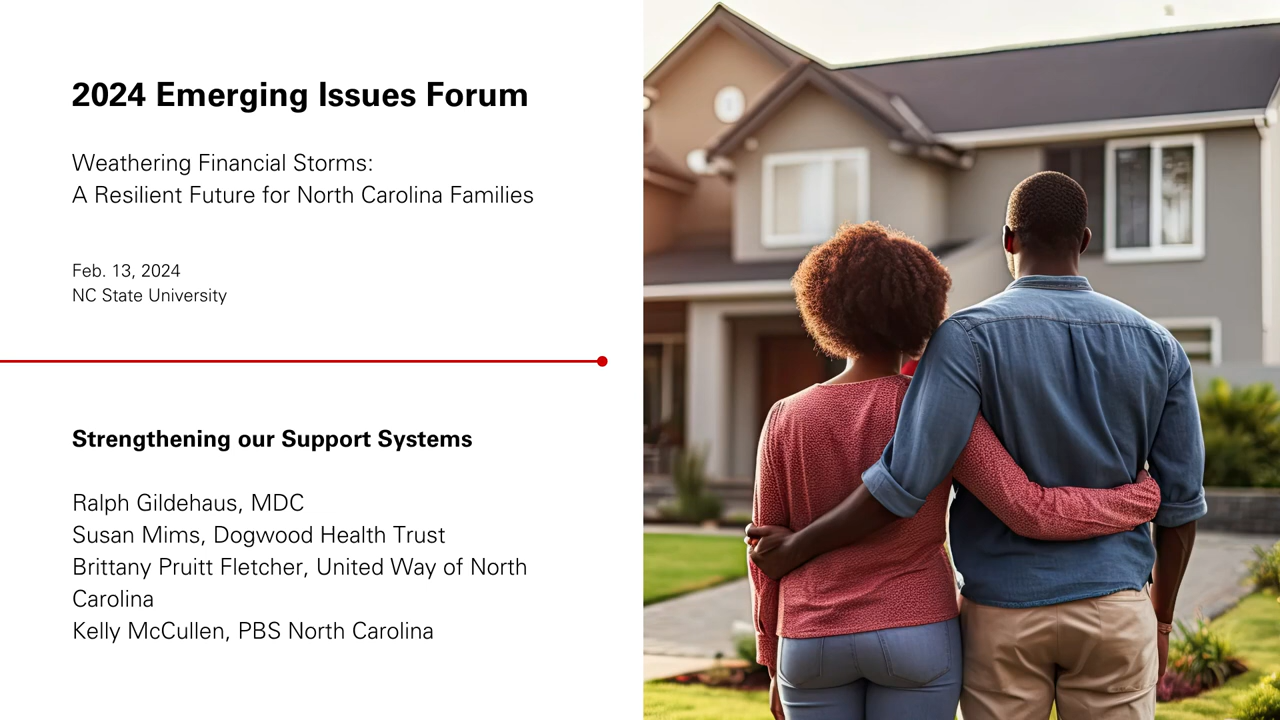 2024 Emerging Issues Forum
Weathering Financial Storms:
A Resilient Future for North Carolina Families
Feb. 13, 2024
NC State University
Strengthening our Support Systems
Ralph Gildehaus, MDC
Susan Mims, Dogwood Health Trust
Brittany Pruitt Fletcher, United Way of North
Carolina
Kelly McCullen, PBS North Carolina